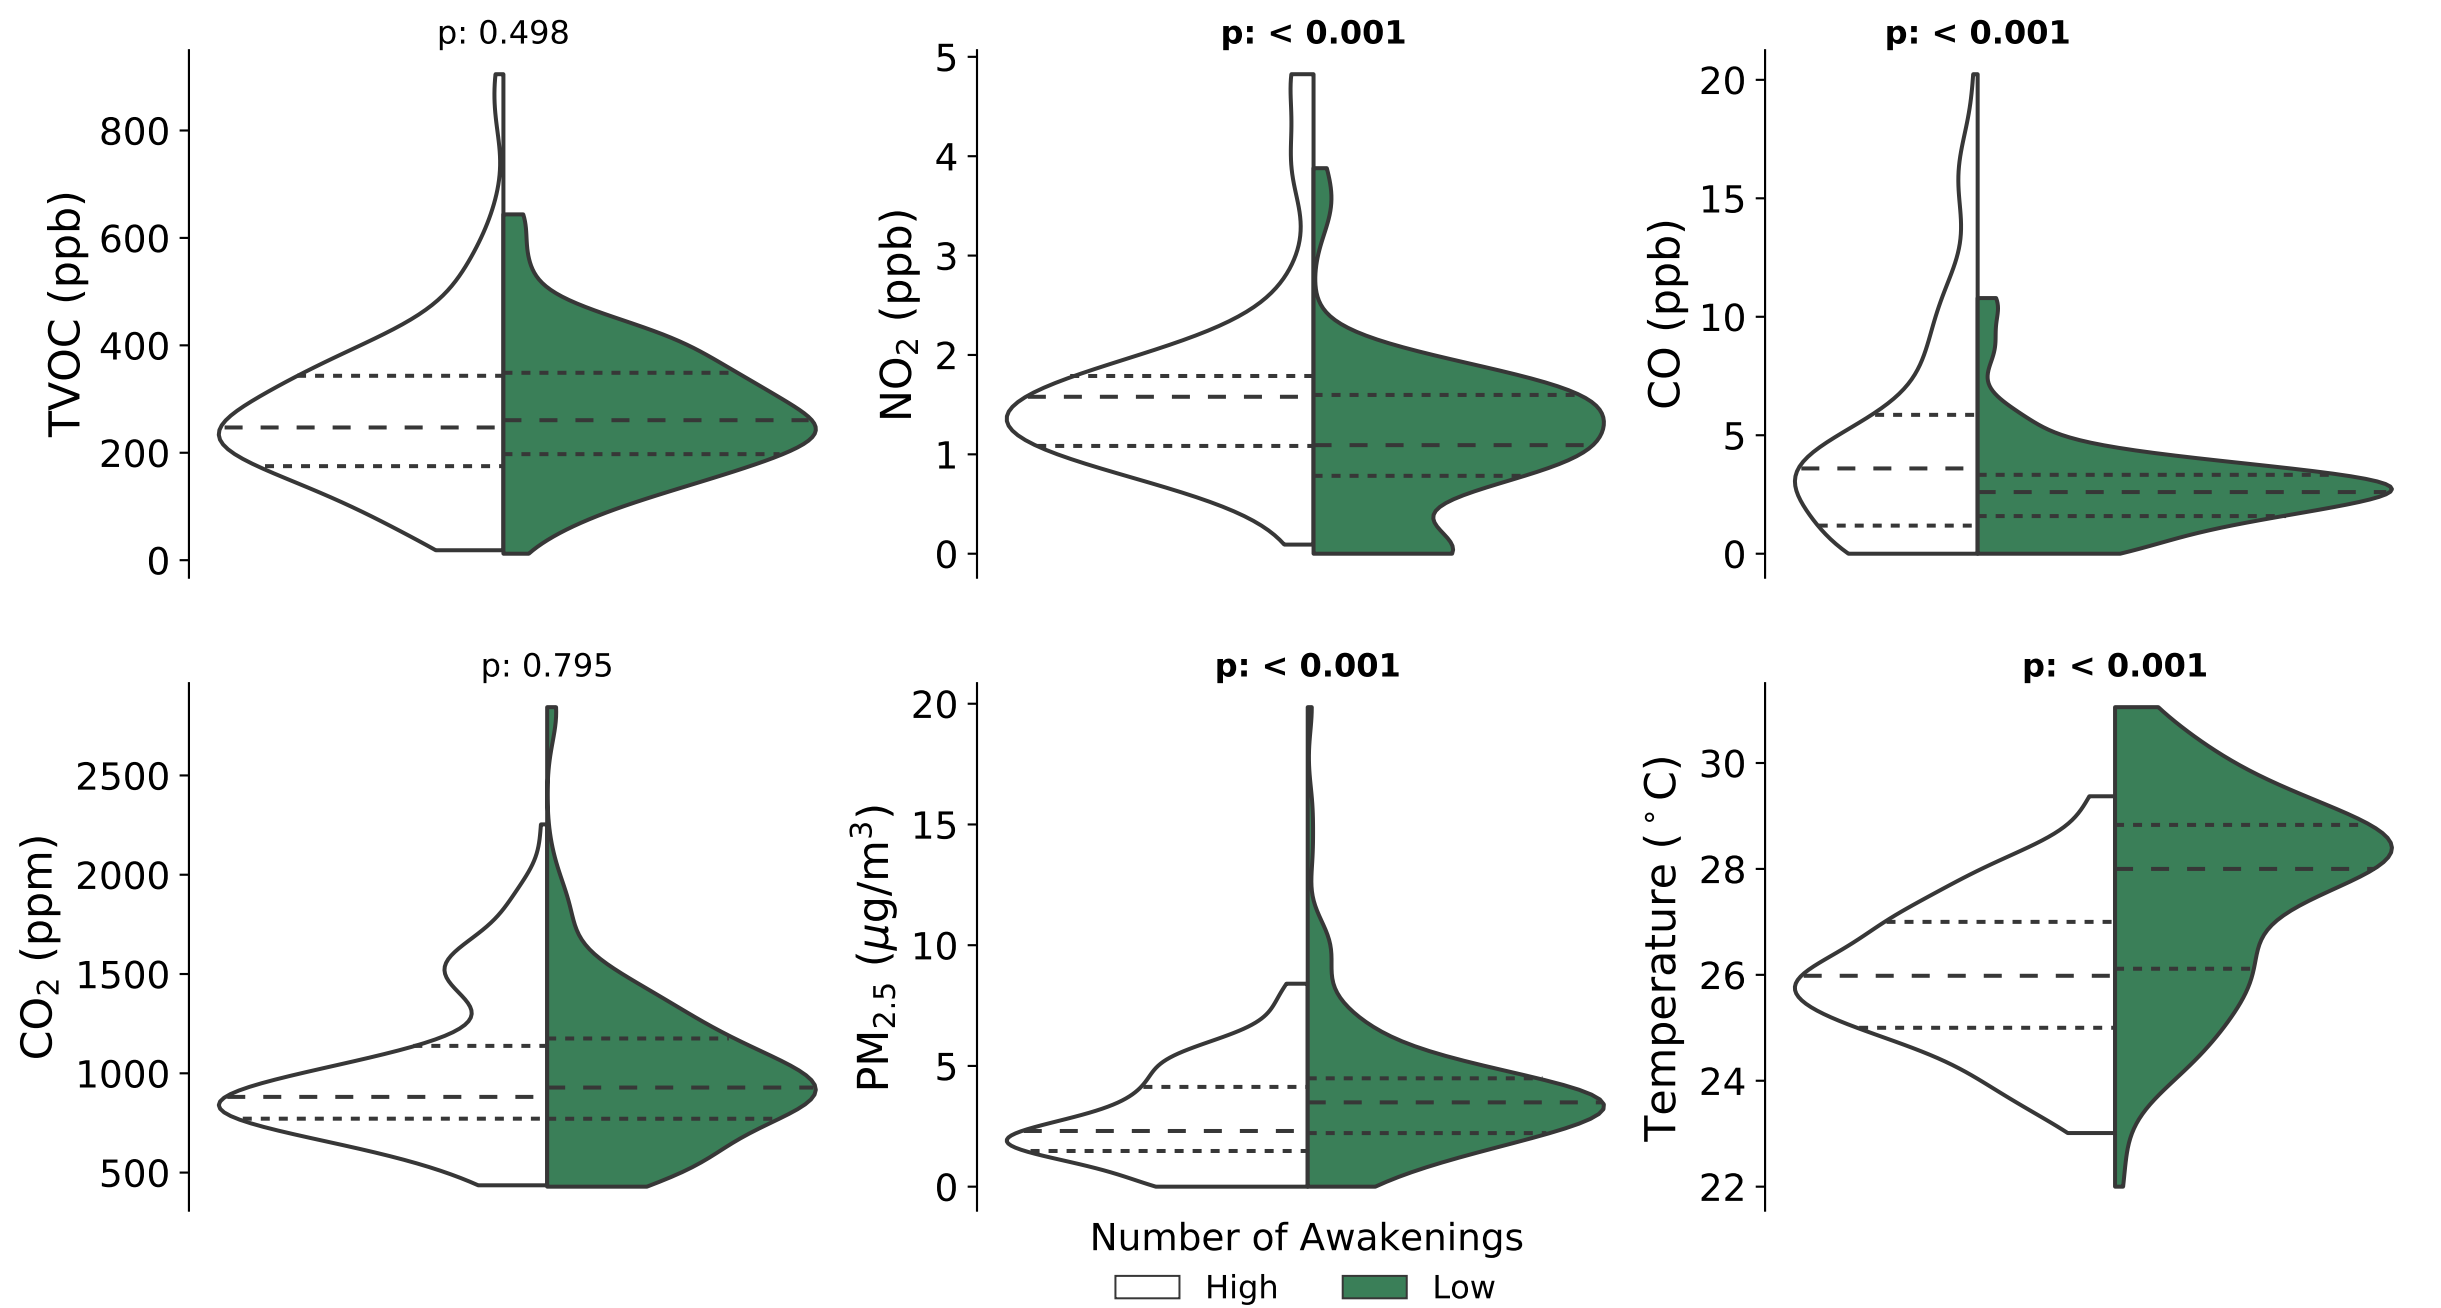 p: 0.498
TVOC (ppb)
800
600
400
200
0
p: < 0.001
NO₂ (ppb)
5
4
3
2
1
0
p: < 0.001
CO (ppb)
20
15
10
5
0
p: 0.795
CO₂ (ppm)
2500
2000
1500
1000
500
p: < 0.001
PM₂.₅ (μg/m³)
20
15
10
5
0
p: < 0.001
Temperature (°C)
30
28
26
24
22
Number of Awakenings
High Low